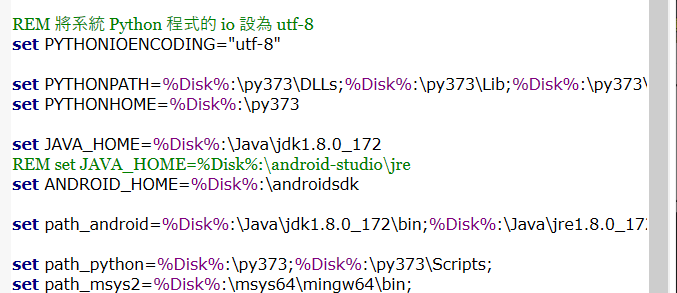 REM 將系統 Python 程式的 io 設為 utf-8
set PYTHONIOENCODING="utf-8"
set PYTHONPATH=%Disk%:\py373\DLLs;%Disk%:\py373\Lib;%Disk%:\py373\
set PYTHONHOME=%Disk%:\py373
set JAVA_HOME=%Disk%:\Java\jdk1.8.0_172
REM set JAVA_HOME=%Disk%:\android-studio\jre
set ANDROID_HOME=%Disk%:\androidsdk
set path_android=%Disk%:\Java\jdk1.8.0_172\bin;%Disk%:\Java\jre1.8.0_172
set path_python=%Disk%:\py373;%Disk%:\py373\Scripts;
set path_msys2=%Disk%:\msys64\mingw64\bin;